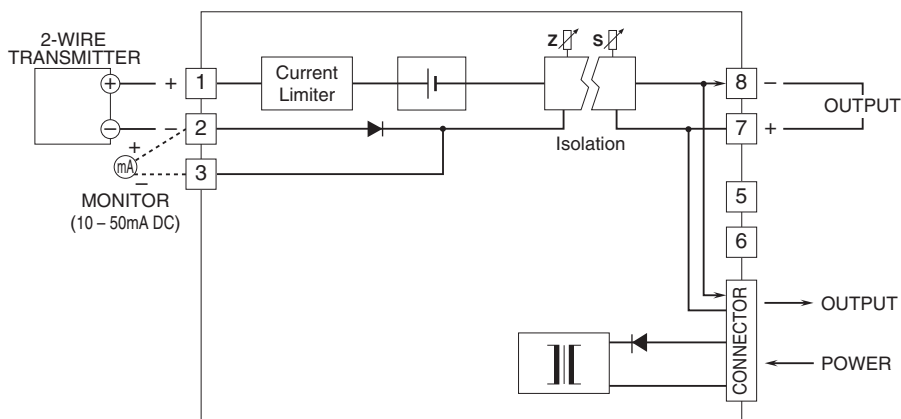 2-WIRE
TRANSMITTER
+
−
+
−
1
2
3
Current
Limiter
Z
S
Isolation
8
7
−
+
OUTPUT
+
mA
−
MONITOR
(10 – 50mA DC)
5
6
CONNECTOR
OUTPUT
POWER